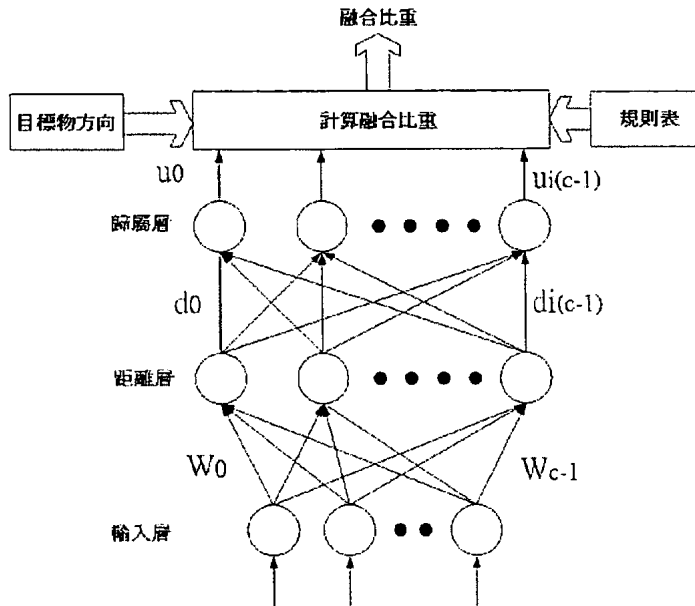 融合比重
目標物方向
計算融合比重
規則表
u0
ui(c-1)
歸屬層
d0
di(c-1)
距離層
W0
Wc-1
輸入層